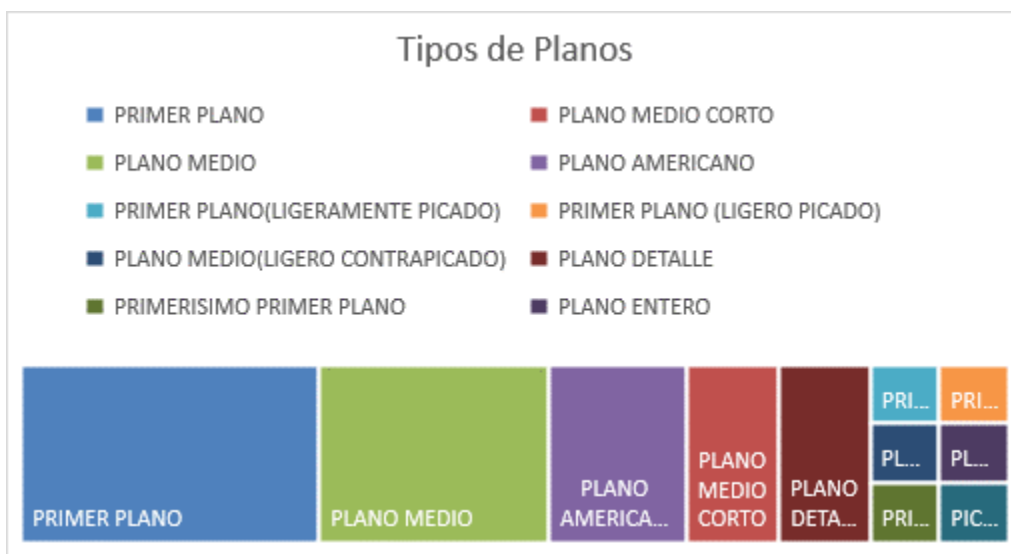 Tipos de Planos
PRIMER PLANO
PLANO MEDIO CORTO
PLANO MEDIO
PLANO AMERICANO
PRIMER PLANO(LIGERAMENTE PICADO)
PRIMER PLANO (LIGERO PICADO)
PLANO MEDIO(LIGERO CONTRAPICADO)
PLANO DETALLE
PRIMERISIMO PRIMER PLANO
PLANO ENTERO
PRIMER PLANO
PLANO MEDIO
PLANO
AMERICA...
PLANO
MEDIO
CORTO
PLANO
DETA...
PRI...
PRI...
PL...
PL...
PRI...
PIC...